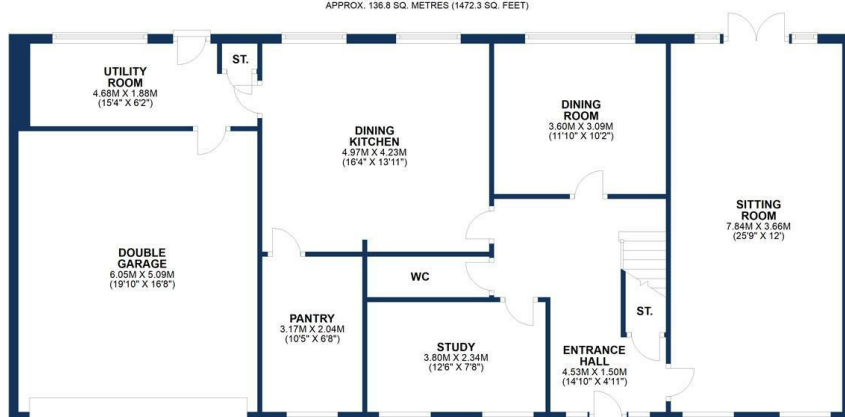 APPROX. 136.8 SQ. METRES (1472.3 SQ. FEET)
UTILITY
ROOM
4.68M X 1.88M
(15'4" X 6'2")
ST.
DINING
KITCHEN
4.97M X 4.23M
(16'4" X 13'11")
DINING
ROOM
3.60M X 3.09M
(11'10" X 10'2")
SITTING
ROOM
7.84M X 3.66M
(25'9" X 12')
DOUBLE
GARAGE
6.05M X 5.09M
(19'10" X 16'8")
WC
PANTRY
3.17M X 2.04M
(10'5" X 6'8")
STUDY
3.80M X 2.34M
(12'6" X 7'8")
ST.
ENTRANCE
HALL
4.53M X 1.50M
(14'10" X 4'11")